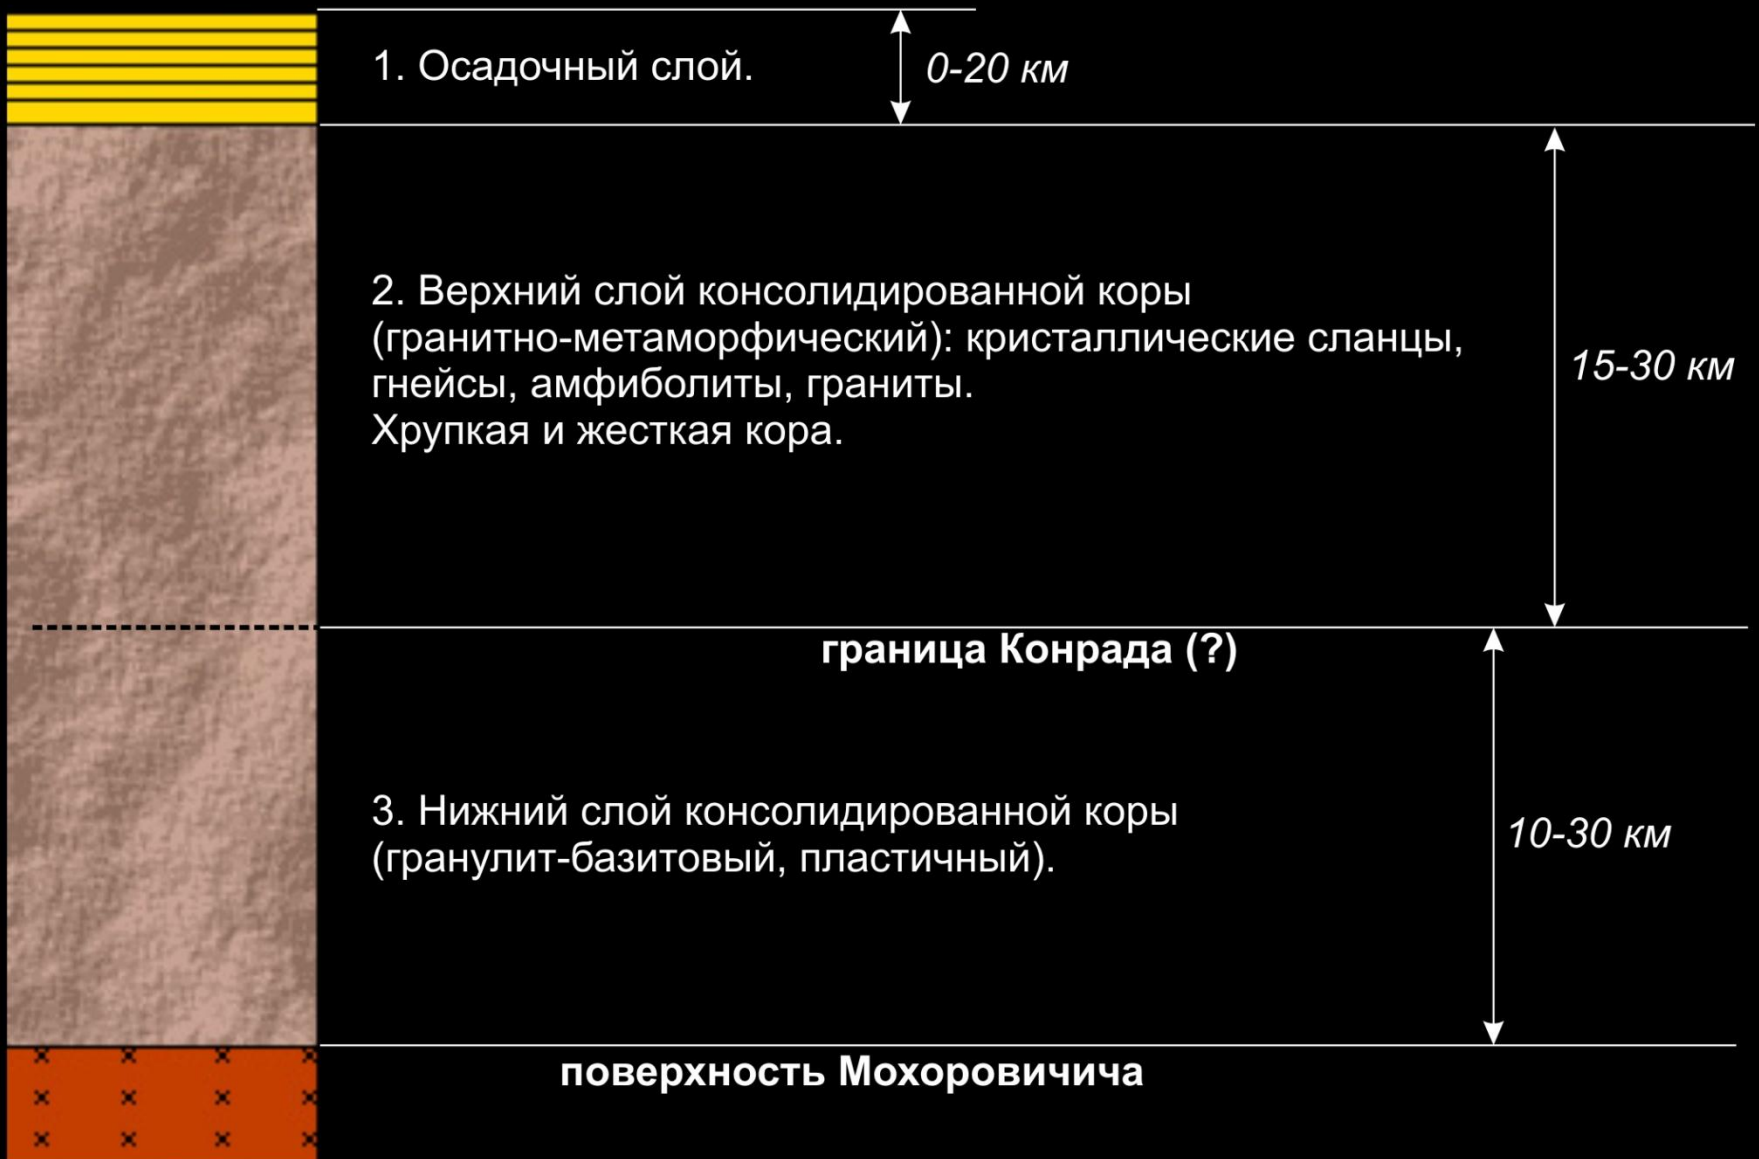 1. Осадочный слой.
0-20 км
2. Верхний слой консолидированной коры
(гранитно-метаморфический): кристаллические сланцы,
гнейсы, амфиболиты, граниты.
Хрупкая и жесткая кора.
15-30 км
граница Конрада (?)
3. Нижний слой консолидированной коры
(гранулит-базитовый, пластичный).
10-30 км
поверхность Мохоровичича